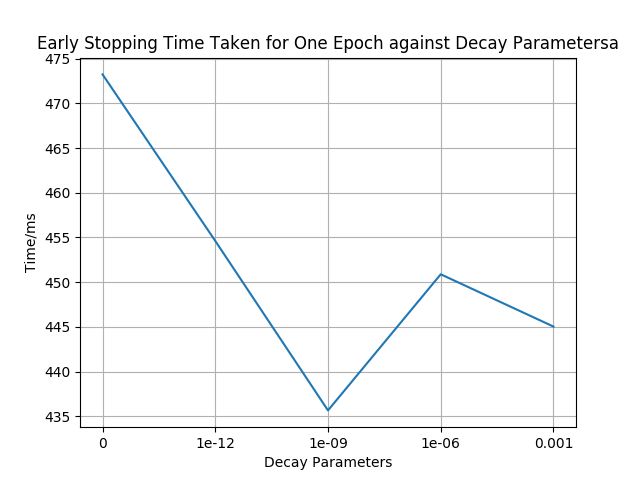 Early Stopping Time Taken for One Epoch against Decay Parametersa
475
470
465
460
455
450
445
440
435
Time/ms
0 1e-12 1e-09 1e-06 0.001
Decay Parameters